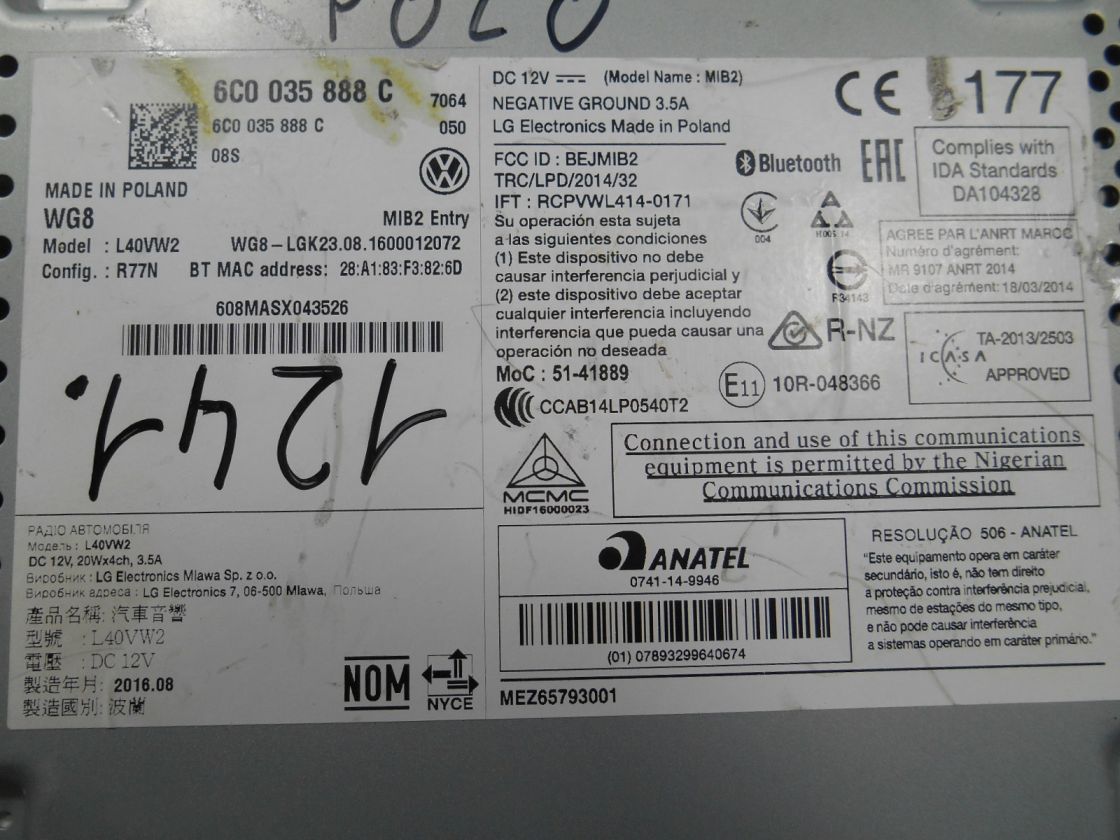 POLO
6C0 035 888 C
7064
6C0 035 888 C
050
08S
MADE IN POLAND
WG8
MIB2 Entry
Model : L40VW2
WG8-LGK23.08.1600012072
Config. : R77N
BT MAC address: 28:A1:83:F3:82:6D
608MASX043526
1241.
РАДІО АВТОМОБІЛЯ
Модель : L40VW2
DC 12V, 20Wx4ch, 3.5A
Виробник : LG Electronics Mlawa Sp. z o.o.
Виробник адреса : LG Electronics 7, 06-500 Mlawa, Польша
產品名稱: 汽車音響
型號 : L40VW2
電壓 : DC 12V
製造年月: 2016.08
製造國別: 波蘭
NOM
NYCE
DC 12V (Model Name : MIB2)
NEGATIVE GROUND 3.5A
LG Electronics Made in Poland
CE
177
FCC ID : BEJMIB2
TRC/LPD/2014/32
IFT : RCPVWL414-0171
Su operación esta sujeta
a las siguientes condiciones:
(1) Este dispositivo no debe
causar interferencia perjudicial y
(2) este dispositivo debe aceptar
cualquier interferencia incluyendo
interferencia que pueda causar una
operación no deseada
MoC : 51-41889
CCAB14LP0540T2
Bluetooth
EAC
Complies with
IDA Standards
DA104328
004
H005 14
R34143
AGREE PAR L'ANRT MAROC
Numéro d'agrément:
MR 9107 ANRT 2014
Date d'agrément: 18/03/2014
R-NZ
ICASA
TA-2013/2503
APPROVED
E11
10R-048366
MCMC
HIDF16000023
Connection and use of this communications
equipment is permitted by the Nigerian
Communications Commission
ANATEL
0741-14-9946
(01) 07893299640674
RESOLUÇÃO 506 - ANATEL
"Este equipamento opera em caráter
secundário, isto é, não tem direito
a proteção contra interferência prejudicial,
mesmo de estações do mesmo tipo,
e não pode causar interferência
a sistemas operando em caráter primário."
MEZ65793001